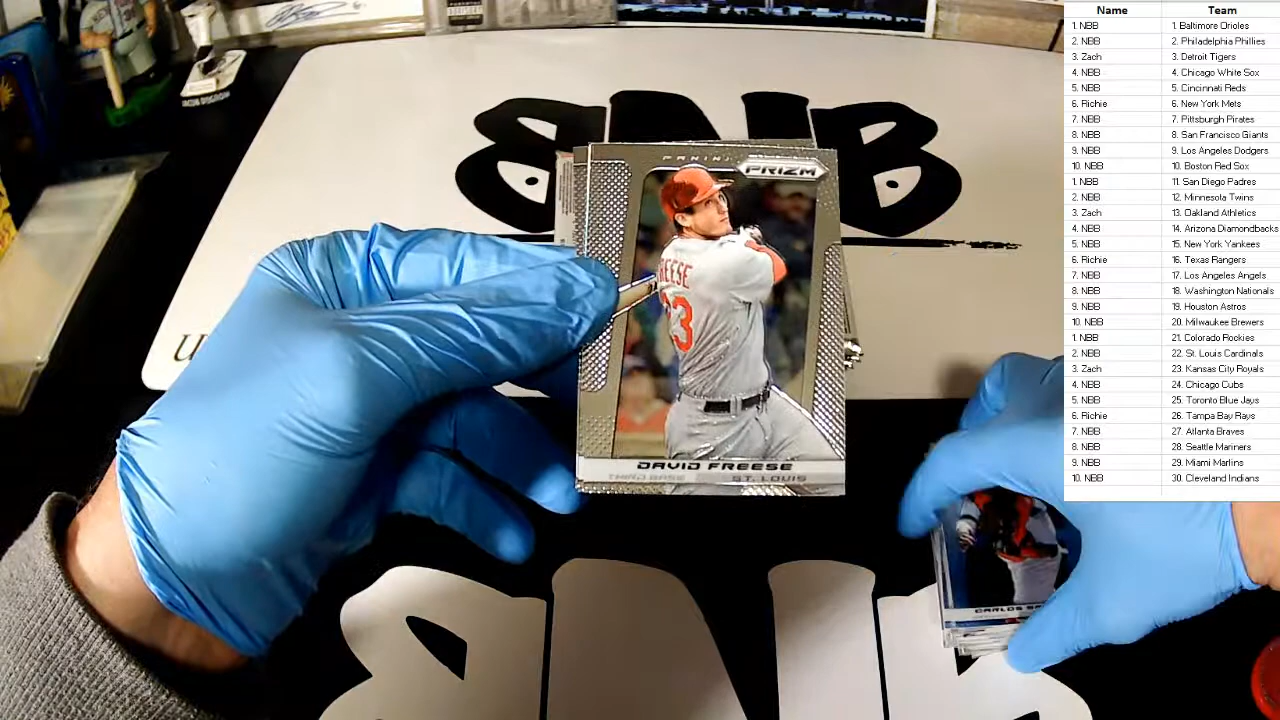 Name Team
1. NBB 1. Baltimore Orioles
2. NBB 2. Philadelphia Phillies
3. Zach 3. Detroit Tigers
4. NBB 4. Chicago White Sox
5. NBB 5. Cincinnati Reds
6. Richie 6. New York Mets
7. NBB 7. Pittsburgh Pirates
8. NBB 8. San Francisco Giants
9. NBB 9. Los Angeles Dodgers
10. NBB 10. Boston Red Sox
1. NBB 11. San Diego Padres
2. NBB 12. Minnesota Twins
3. Zach 13. Oakland Athletics
4. NBB 14. Arizona Diamondbacks
5. NBB 15. New York Yankees
6. Richie 16. Texas Rangers
7. NBB 17. Los Angeles Angels
8. NBB 18. Washington Nationals
9. NBB 19. Houston Astros
10. NBB 20. Milwaukee Brewers
1. NBB 21. Colorado Rockies
2. NBB 22. St. Louis Cardinals
3. Zach 23. Kansas City Royals
4. NBB 24. Chicago Cubs
5. NBB 25. Toronto Blue Jays
6. Richie 26. Tampa Bay Rays
7. NBB 27. Atlanta Braves
8. NBB 28. Seattle Mariners
9. NBB 29. Miami Marlins
10. NBB 30. Cleveland Indians
BNB
PANINI
PRIZM
REESE
23
DAVID FREESE
THIRD BASE ST. LOUIS
CARLOS